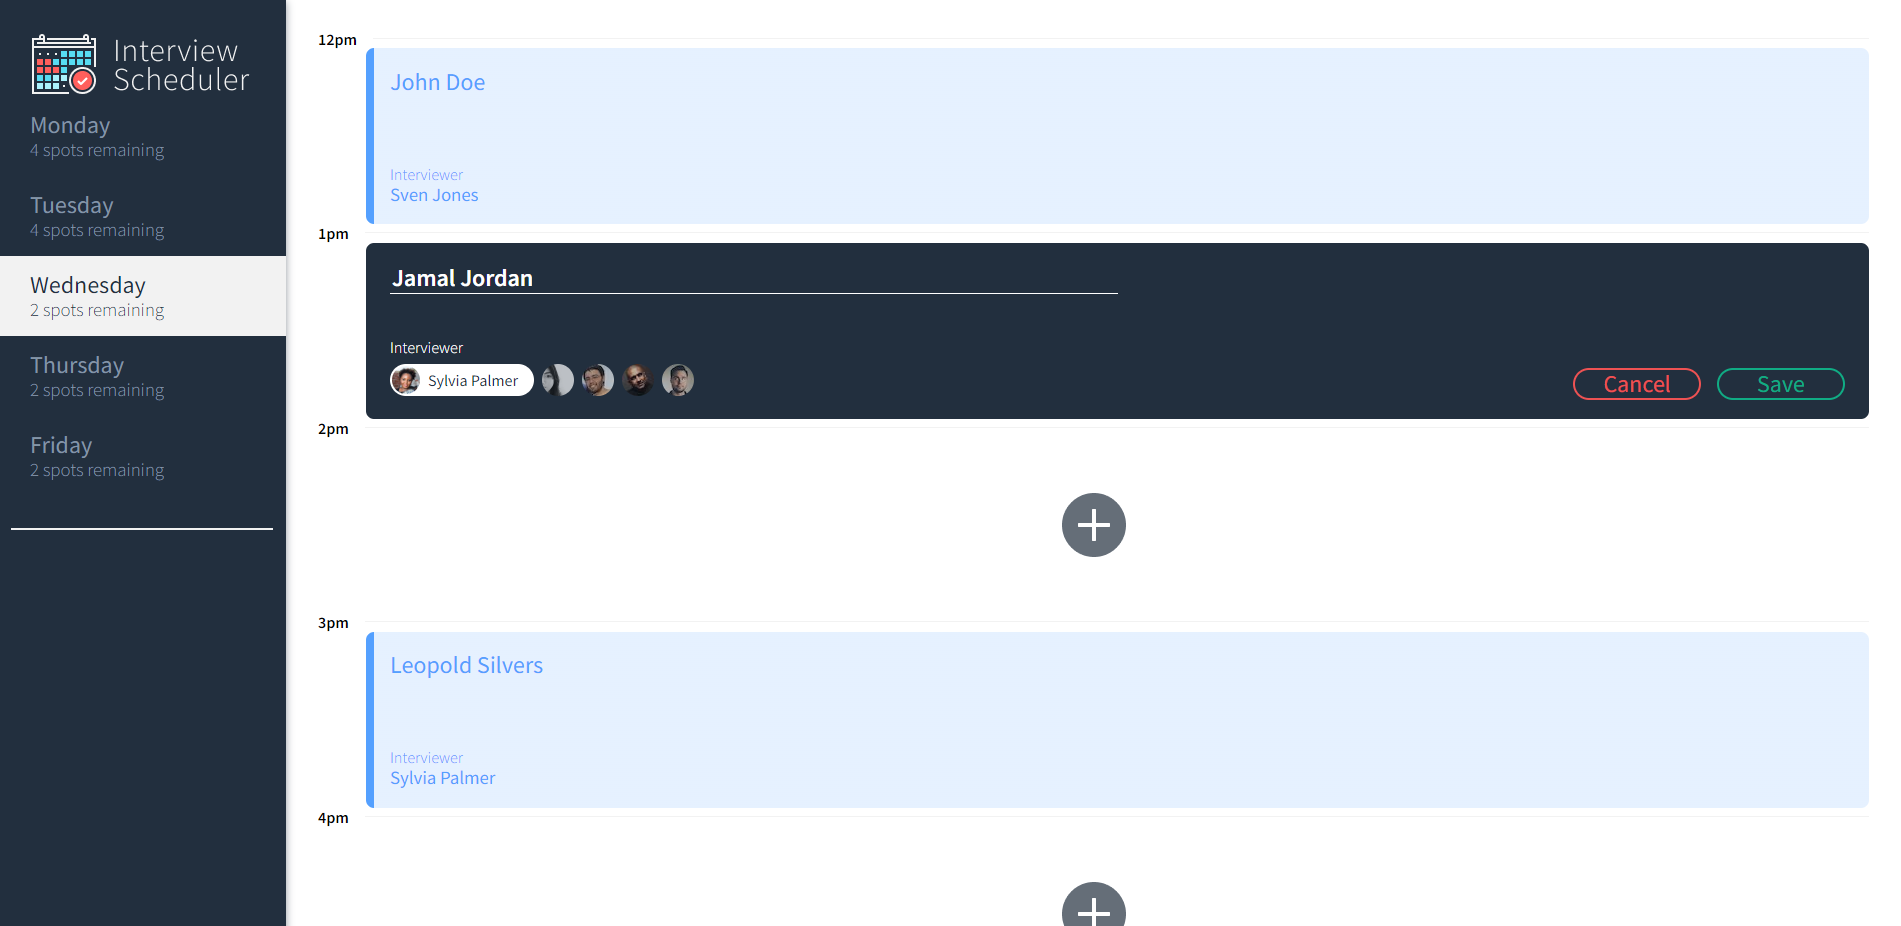 Interview
Scheduler
Monday
4 spots remaining
Tuesday
4 spots remaining
Wednesday
2 spots remaining
Thursday
2 spots remaining
Friday
2 spots remaining
12pm
John Doe
Interviewer
Sven Jones
1pm
Jamal Jordan
Interviewer
Sylvia Palmer
Cancel
Save
2pm
3pm
Leopold Silvers
Interviewer
Sylvia Palmer
4pm